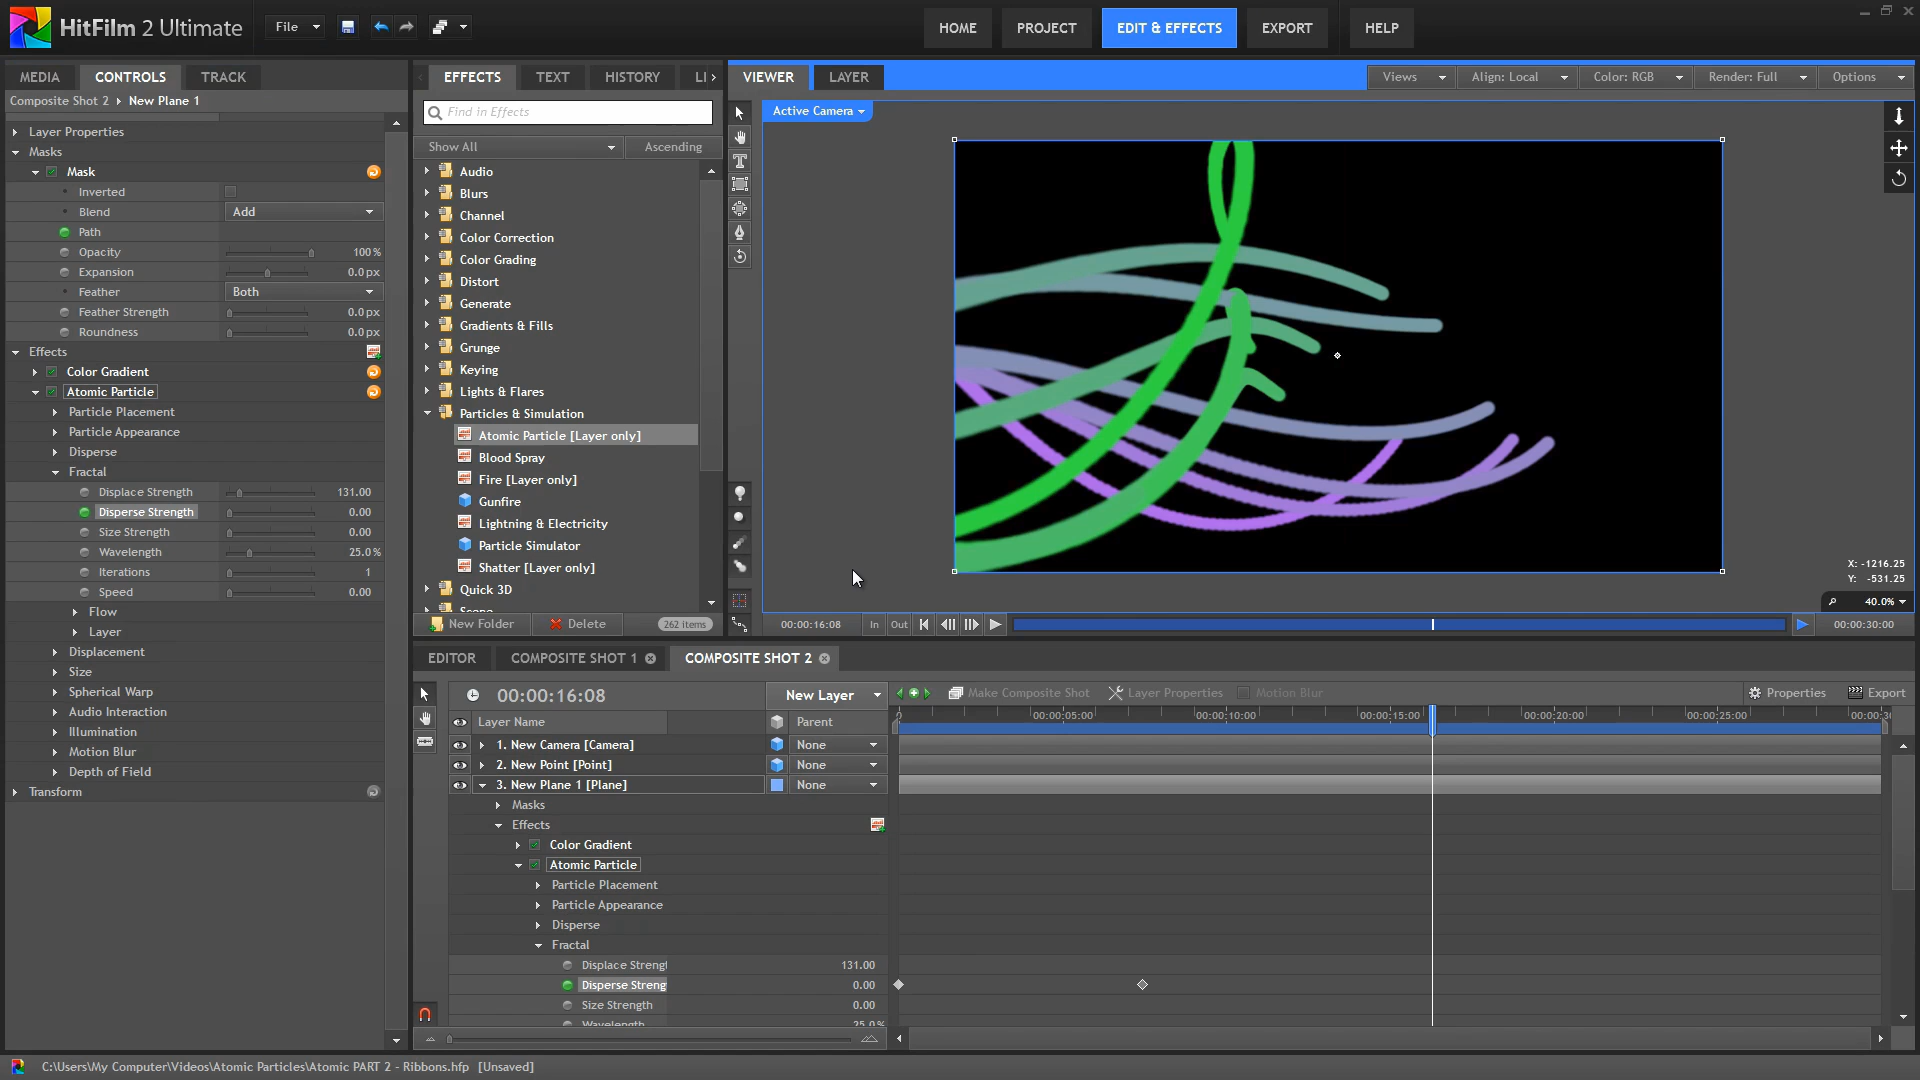 HitFilm 2 Ultimate
File
HOME
PROJECT
EDIT & EFFECTS
EXPORT
HELP
MEDIA
CONTROLS
TRACK
Composite Shot 2 New Plane 1
Layer Properties
Masks
Mask
Inverted
Blend Add
Path
Opacity 100%
Expansion 0.0px
Feather Both
Feather Strength 0.0px
Roundness 0.0px
Effects
Color Gradient
Atomic Particle
Particle Placement
Particle Appearance
Disperse
Fractal
Displace Strength 131.00
Disperse Strength 0.00
Size Strength 0.00
Wavelength 25.0%
Iterations 1
Speed 0.00
Flow
Layer
Displacement
Size
Spherical Warp
Audio Interaction
Illumination
Motion Blur
Depth of Field
Transform
EFFECTS
TEXT
HISTORY
LI
Find in Effects
Show All
Ascending
Audio
Blurs
Channel
Color Correction
Color Grading
Distort
Generate
Gradients & Fills
Grunge
Keying
Lights & Flares
Particles & Simulation
Atomic Particle [Layer only]
Blood Spray
Fire [Layer only]
Gunfire
Lightning & Electricity
Particle Simulator
Shatter [Layer only]
Quick 3D
New Folder
Delete
262 items
VIEWER
LAYER
Views
Align: Local
Color: RGB
Render: Full
Options
Active Camera
X: -1216.25
Y: -531.25
40.0%
00:00:16:08
In
Out
00:00:30:00
EDITOR
COMPOSITE SHOT 1
COMPOSITE SHOT 2
00:00:16:08
New Layer
Make Composite Shot
Layer Properties
Motion Blur
Properties
Export
Layer Name
Parent
0
00:00:05:00
00:00:10:00
00:00:15:00
00:00:20:00
00:00:25:00
00:00:30
1. New Camera [Camera] None
2. New Point [Point] None
3. New Plane 1 [Plane] None
Masks
Effects
Color Gradient
Atomic Particle
Particle Placement
Particle Appearance
Disperse
Fractal
Displace Strengt 131.00
Disperse Streng 0.00
Size Strength 0.00
Wavelength 25.0%
C:\Users\My Computer\Videos\Atomic Particles\Atomic PART 2 - Ribbons.hfp [Unsaved]